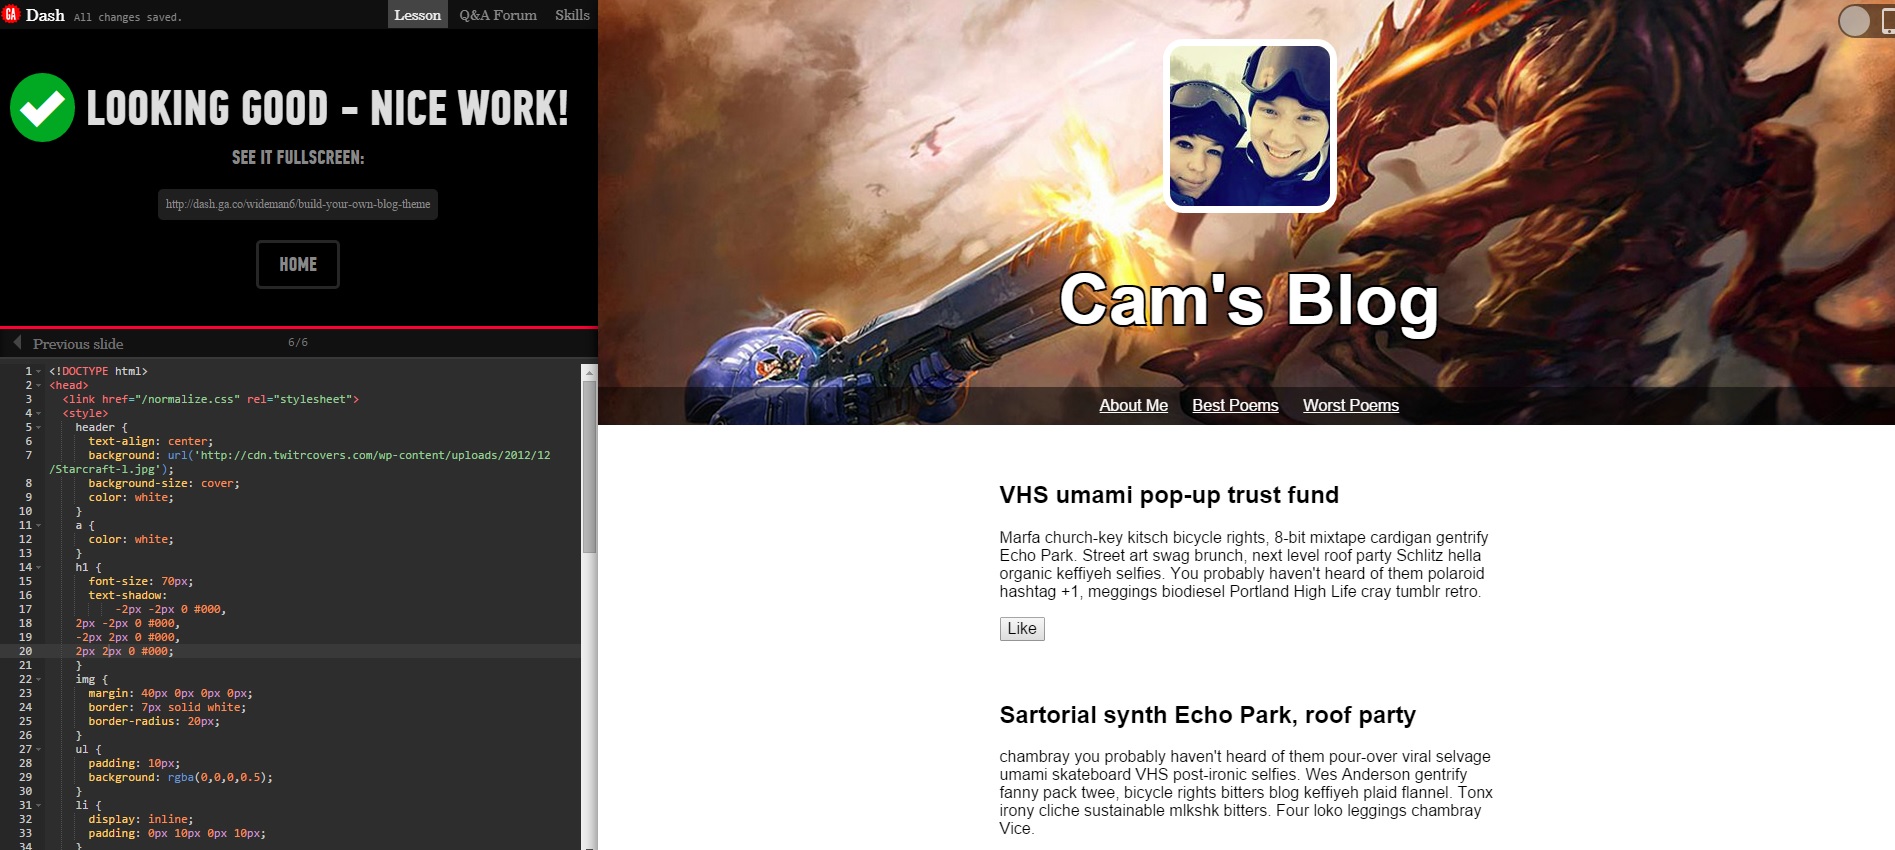 GA Dash All changes saved.
Lesson Q&A Forum Skills
LOOKING GOOD - NICE WORK!
SEE IT FULLSCREEN:
http://dash.ga.co/wideman6/build-your-own-blog-theme
HOME
Previous slide 6/6
1 <!DOCTYPE html>
2 <head>
3 <link href="/normalize.css" rel="stylesheet">
4 <style>
5 header {
6 text-align: center;
7 background: url('http://cdn.twitrcovers.com/wp-content/uploads/2012/12
/Starcraft-l.jpg');
8 background-size: cover;
9 color: white;
10 }
11 a {
12 color: white;
13 }
14 h1 {
15 font-size: 70px;
16 text-shadow:
17 -2px -2px 0 #000,
18 2px -2px 0 #000,
19 -2px 2px 0 #000,
20 2px 2px 0 #000;
21 }
22 img {
23 margin: 40px 0px 0px 0px;
24 border: 7px solid white;
25 border-radius: 20px;
26 }
27 ul {
28 padding: 10px;
29 background: rgba(0,0,0,0.5);
30 }
31 li {
32 display: inline;
33 padding: 0px 10px 0px 10px;
34 }
Cam's Blog
About Me Best Poems Worst Poems
VHS umami pop-up trust fund
Marfa church-key kitsch bicycle rights, 8-bit mixtape cardigan gentrify
Echo Park. Street art swag brunch, next level roof party Schlitz hella
organic keffiyeh selfies. You probably haven't heard of them polaroid
hashtag +1, meggings biodiesel Portland High Life cray tumblr retro.
Like
Sartorial synth Echo Park, roof party
chambray you probably haven't heard of them pour-over viral selvage
umami skateboard VHS post-ironic selfies. Wes Anderson gentrify
fanny pack twee, bicycle rights bitters blog keffiyeh plaid flannel. Tonx
irony cliche sustainable mlkshk bitters. Four loko leggings chambray
Vice.